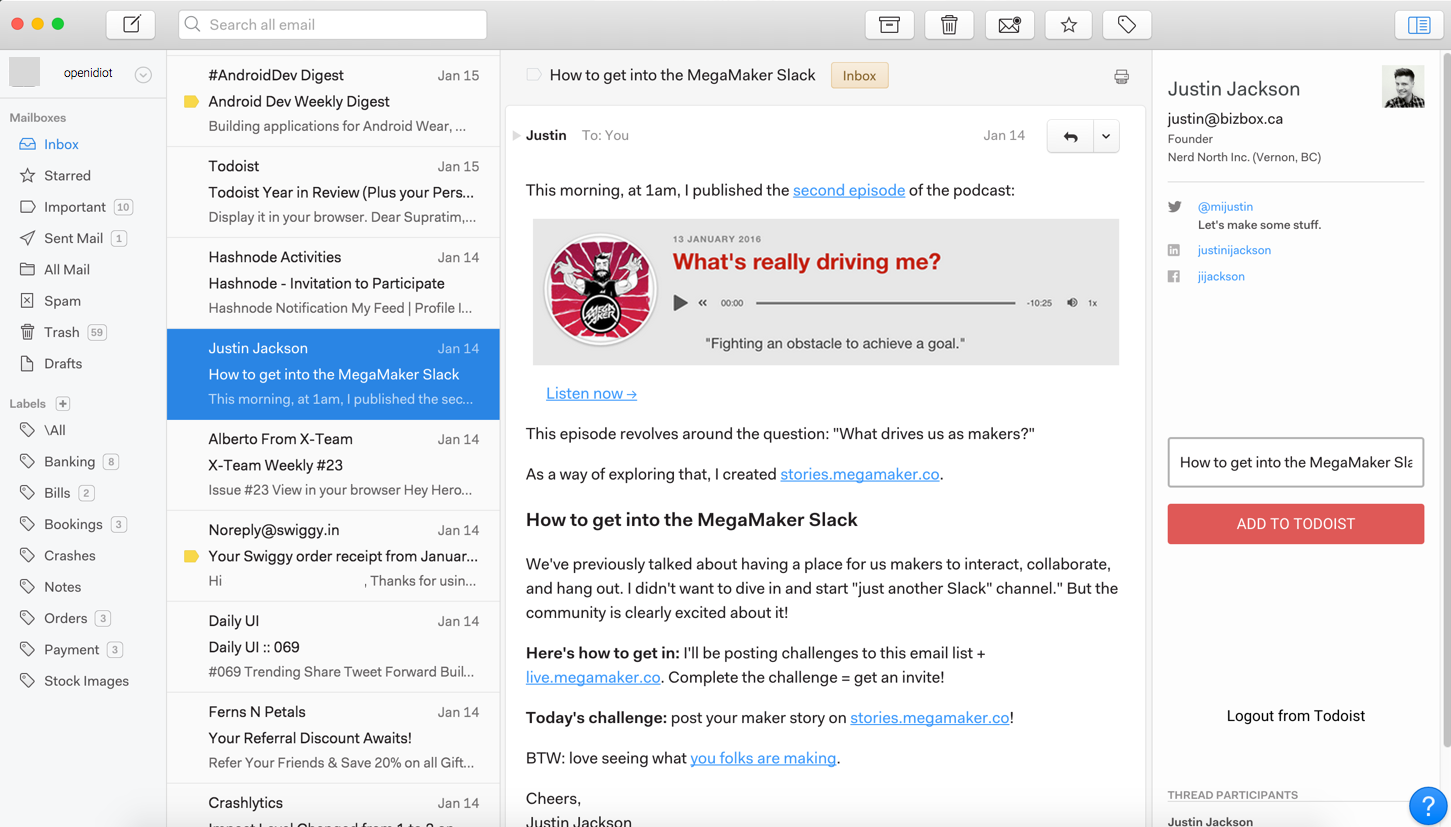 Search all email
openidiot
Mailboxes
Inbox
Starred
Important 10
Sent Mail 1
All Mail
Spam
Trash 59
Drafts
Labels +
\All
Banking 8
Bills 2
Bookings 3
Crashes
Notes
Orders 3
Payment 3
Stock Images
#AndroidDev Digest Jan 15
Android Dev Weekly Digest
Building applications for Android Wear, ...
Todoist Jan 15
Todoist Year in Review (Plus your Pers...
Display it in your browser. Dear Supratim,...
Hashnode Activities Jan 14
Hashnode - Invitation to Participate
Hashnode Notification My Feed | Profile I...
Justin Jackson Jan 14
How to get into the MegaMaker Slack
This morning, at 1am, I published the sec...
Alberto From X-Team Jan 14
X-Team Weekly #23
Issue #23 View in your browser Hey Hero...
Noreply@swiggy.in Jan 14
Your Swiggy order receipt from Januar...
Hi , Thanks for usin...
Daily UI Jan 14
Daily UI :: 069
#069 Trending Share Tweet Forward Buil...
Ferns N Petals Jan 14
Your Referral Discount Awaits!
Refer Your Friends & Save 20% on all Gift...
Crashlytics Jan 14
Impact Level Changed from 1 to 2 on
How to get into the MegaMaker Slack Inbox
Justin To: You Jan 14
This morning, at 1am, I published the second episode of the podcast:
13 JANUARY 2016
What's really driving me?
00:00 -10:25 1x
MEGA MAKER
"Fighting an obstacle to achieve a goal."
Listen now →
This episode revolves around the question: "What drives us as makers?"
As a way of exploring that, I created stories.megamaker.co.
How to get into the MegaMaker Slack
We've previously talked about having a place for us makers to interact, collaborate,
and hang out. I didn't want to dive in and start "just another Slack" channel." But the
community is clearly excited about it!
Here's how to get in: I'll be posting challenges to this email list +
live.megamaker.co. Complete the challenge = get an invite!
Today's challenge: post your maker story on stories.megamaker.co!
BTW: love seeing what you folks are making.
Cheers,
Justin Jackson
Justin Jackson
justin@bizbox.ca
Founder
Nerd North Inc. (Vernon, BC)
@mijustin
Let's make some stuff.
justinijackson
jijackson
How to get into the MegaMaker Sla
ADD TO TODOIST
Logout from Todoist
THREAD PARTICIPANTS
Justin Jackson
?